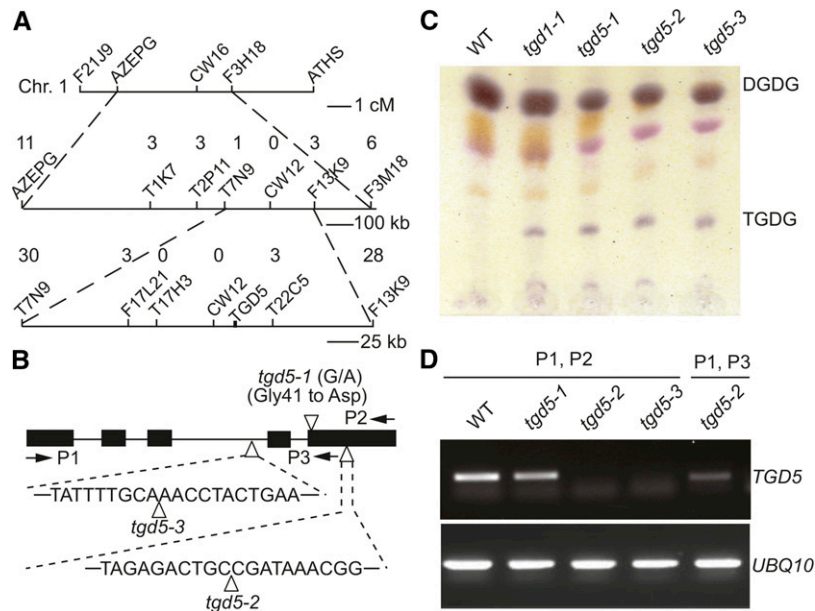 A
F21J9 AZEPG CW16 F3H18 ATHS
Chr. 1
1 cM
11 3 3 1 0 3 6
AZEPG T1K7 T2P11 T7N9 CW12 F13K9 F3M18
100 kb
30 3 0 0 3 28
T7N9 F17L21 T17H3 CW12 TGD5 T22C5 F13K9
25 kb
B
tgd5-1 (G/A)
(Gly41 to Asp)
P2
P1 P3
TATTTTGCAAACCTACTGAA
tgd5-3
TAGAGACTGCCGATAAACGG
tgd5-2
C
WT tgd1-1 tgd5-1 tgd5-2 tgd5-3
DGDG
TGDG
D
P1, P2 P1, P3
WT tgd5-1 tgd5-2 tgd5-3 tgd5-2
TGD5
UBQ10